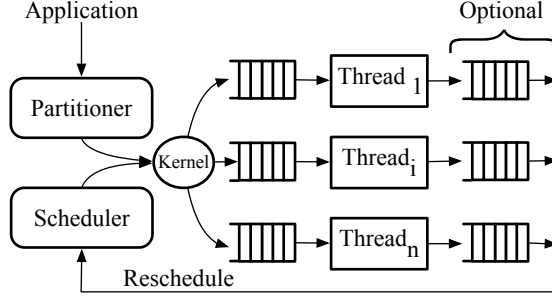 Application
Optional
Partitioner
Thread 1
Kernel
Thread i
Scheduler
Thread n
Reschedule